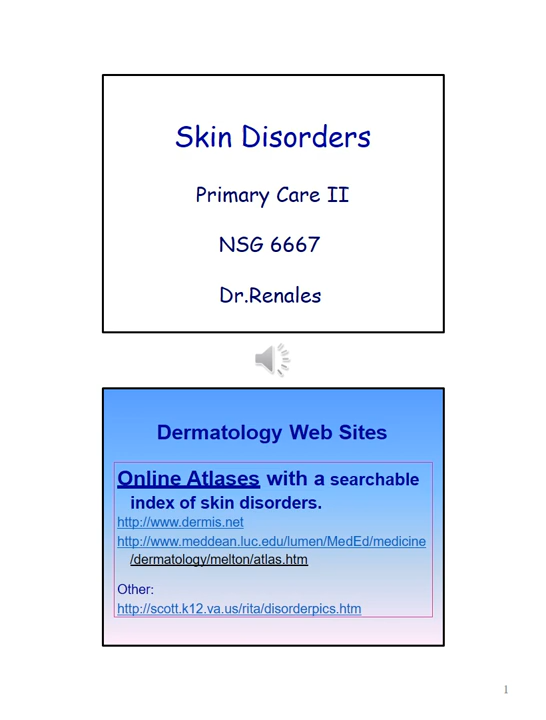 Skin Disorders
Primary Care II
NSG 6667
Dr.Renales
Dermatology Web Sites
Online Atlases with a searchable
index of skin disorders.
http://www.dermis.net
http://www.meddean.luc.edu/lumen/MedEd/medicine
/dermatology/melton/atlas.htm
Other:
http://scott.k12.va.us/rita/disorderpics.htm
1